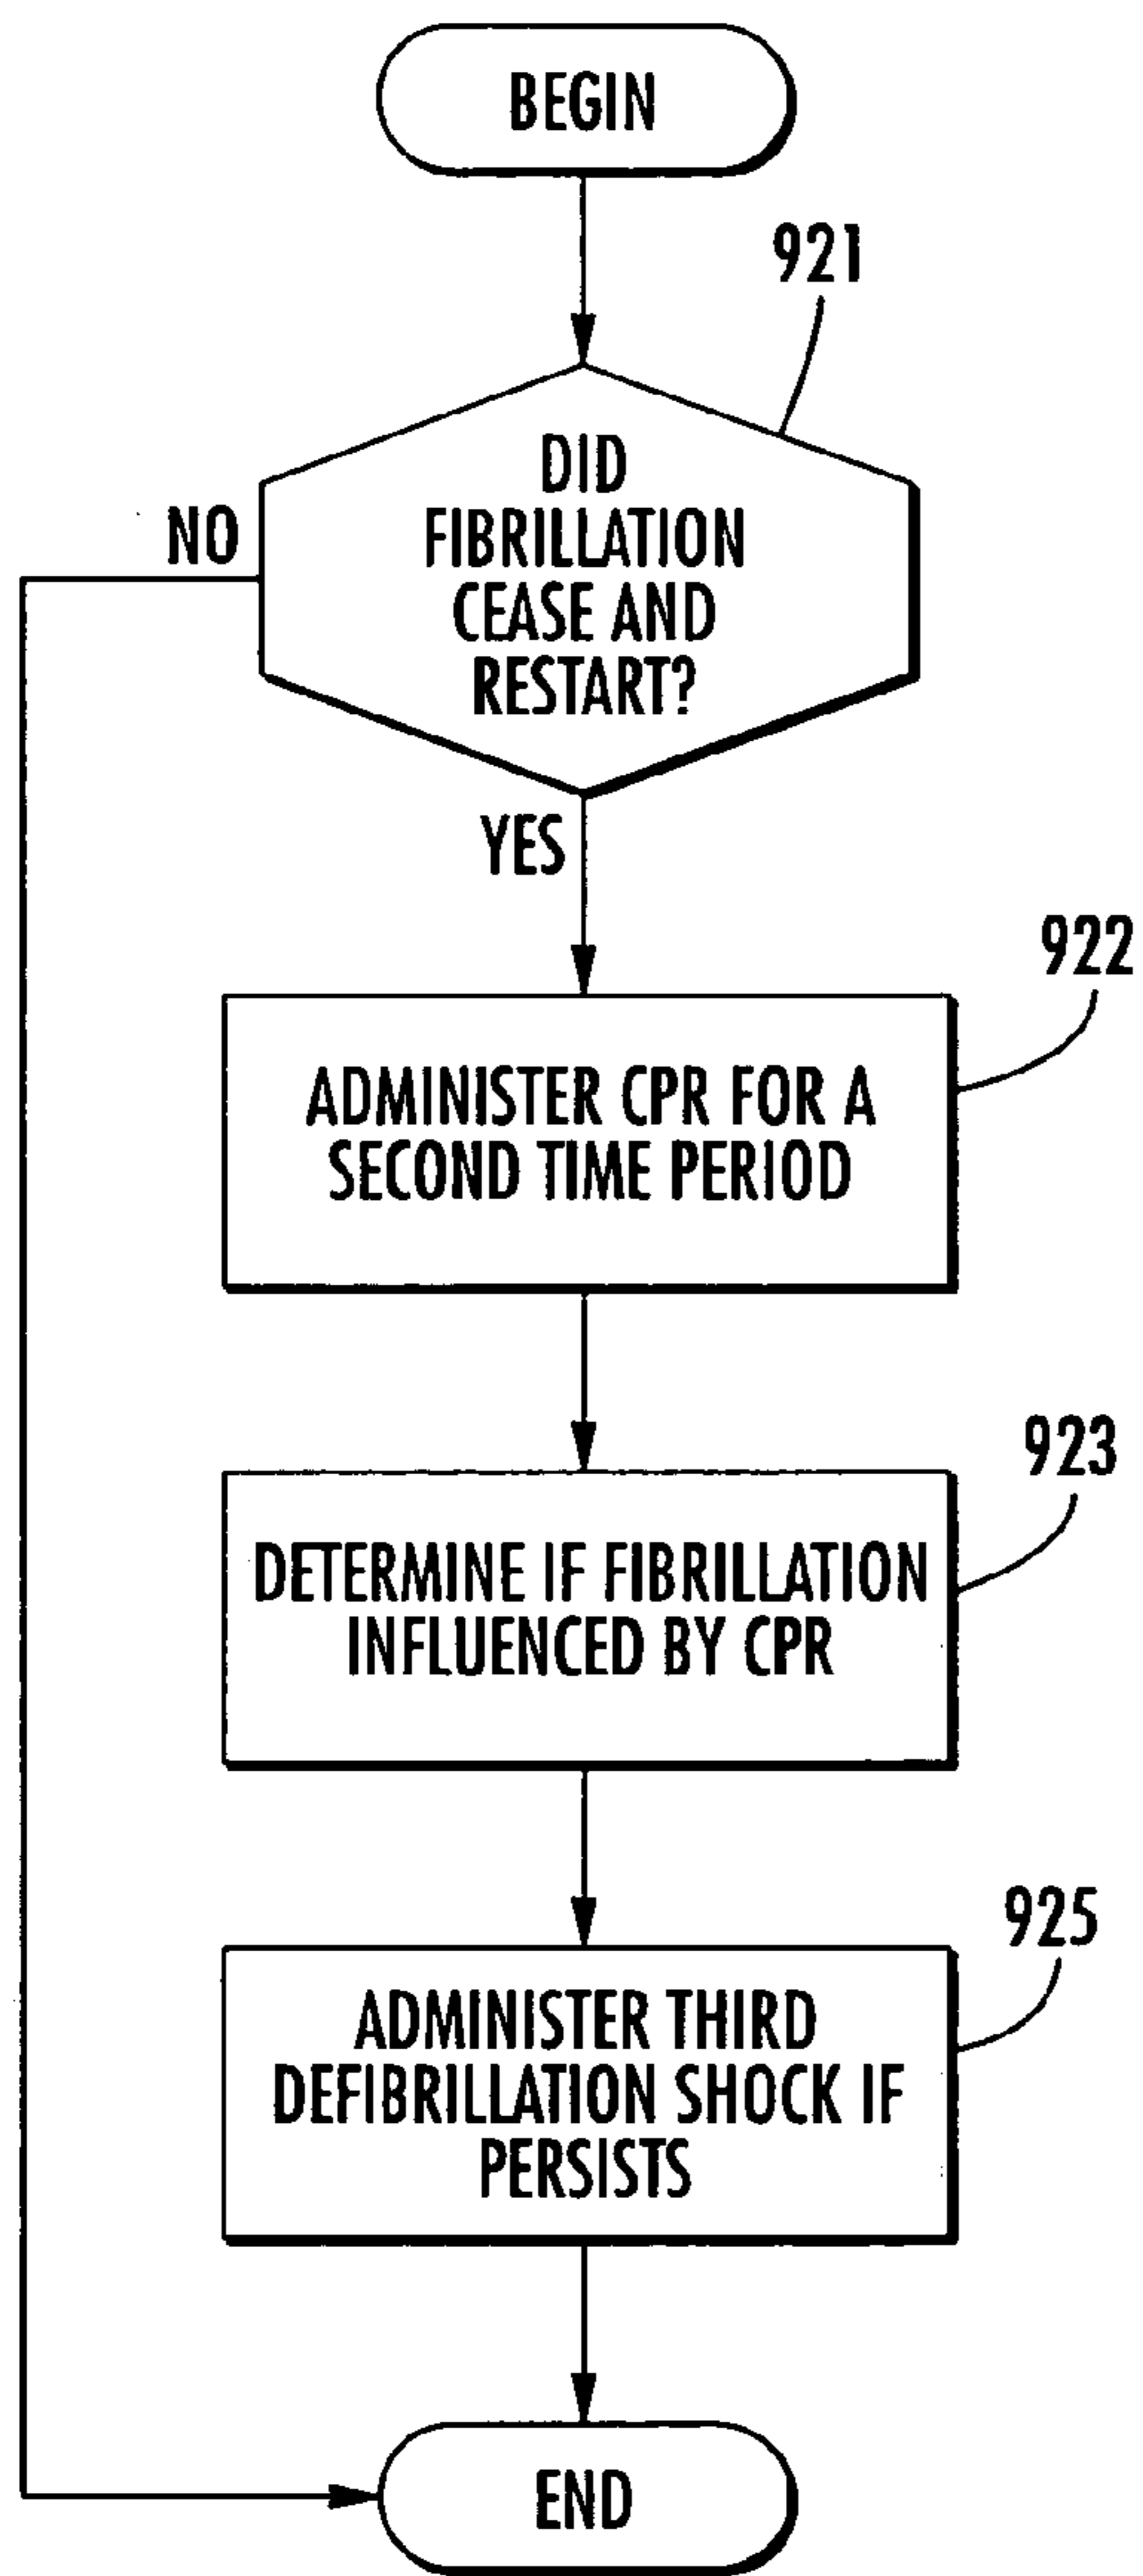 BEGIN
921
DID
FIBRILLATION
CEASE AND
RESTART?
NO
YES
922
ADMINISTER CPR FOR A
SECOND TIME PERIOD
923
DETERMINE IF FIBRILLATION
INFLUENCED BY CPR
925
ADMINISTER THIRD
DEFIBRILLATION SHOCK IF
PERSISTS
END